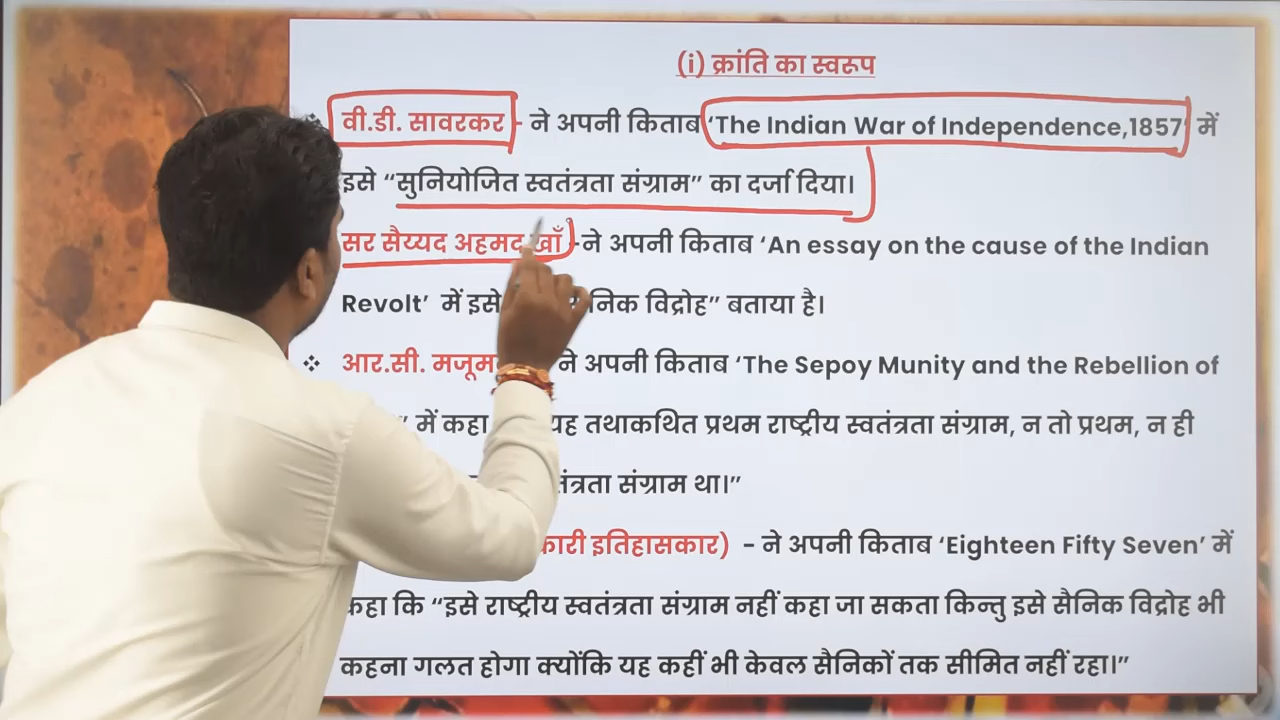 (i) क्रांति का स्वरूप
❖ वी.डी. सावरकर - ने अपनी किताब ‘The Indian War of Independence,1857’ में
इसे “सुनियोजित स्वतंत्रता संग्राम” का दर्जा दिया।
सर सैय्यद अहमद खाँ -ने अपनी किताब ‘An essay on the cause of the Indian
Revolt’ में इसे विद्रोह” बताया है।
❖ आर.सी. ने अपनी किताब ‘The Sepoy Munity and the Rebellion of
में कहा यह तथाकथित प्रथम राष्ट्रीय स्वतंत्रता संग्राम, न तो प्रथम, न ही
संग्राम था।”
इतिहासकार) - ने अपनी किताब ‘Eighteen Fifty Seven’ में
कहा कि “इसे राष्ट्रीय स्वतंत्रता संग्राम नहीं कहा जा सकता किन्तु इसे सैनिक विद्रोह भी
कहना गलत होगा क्योंकि यह कहीं भी केवल सैनिकों तक सीमित नहीं रहा।”